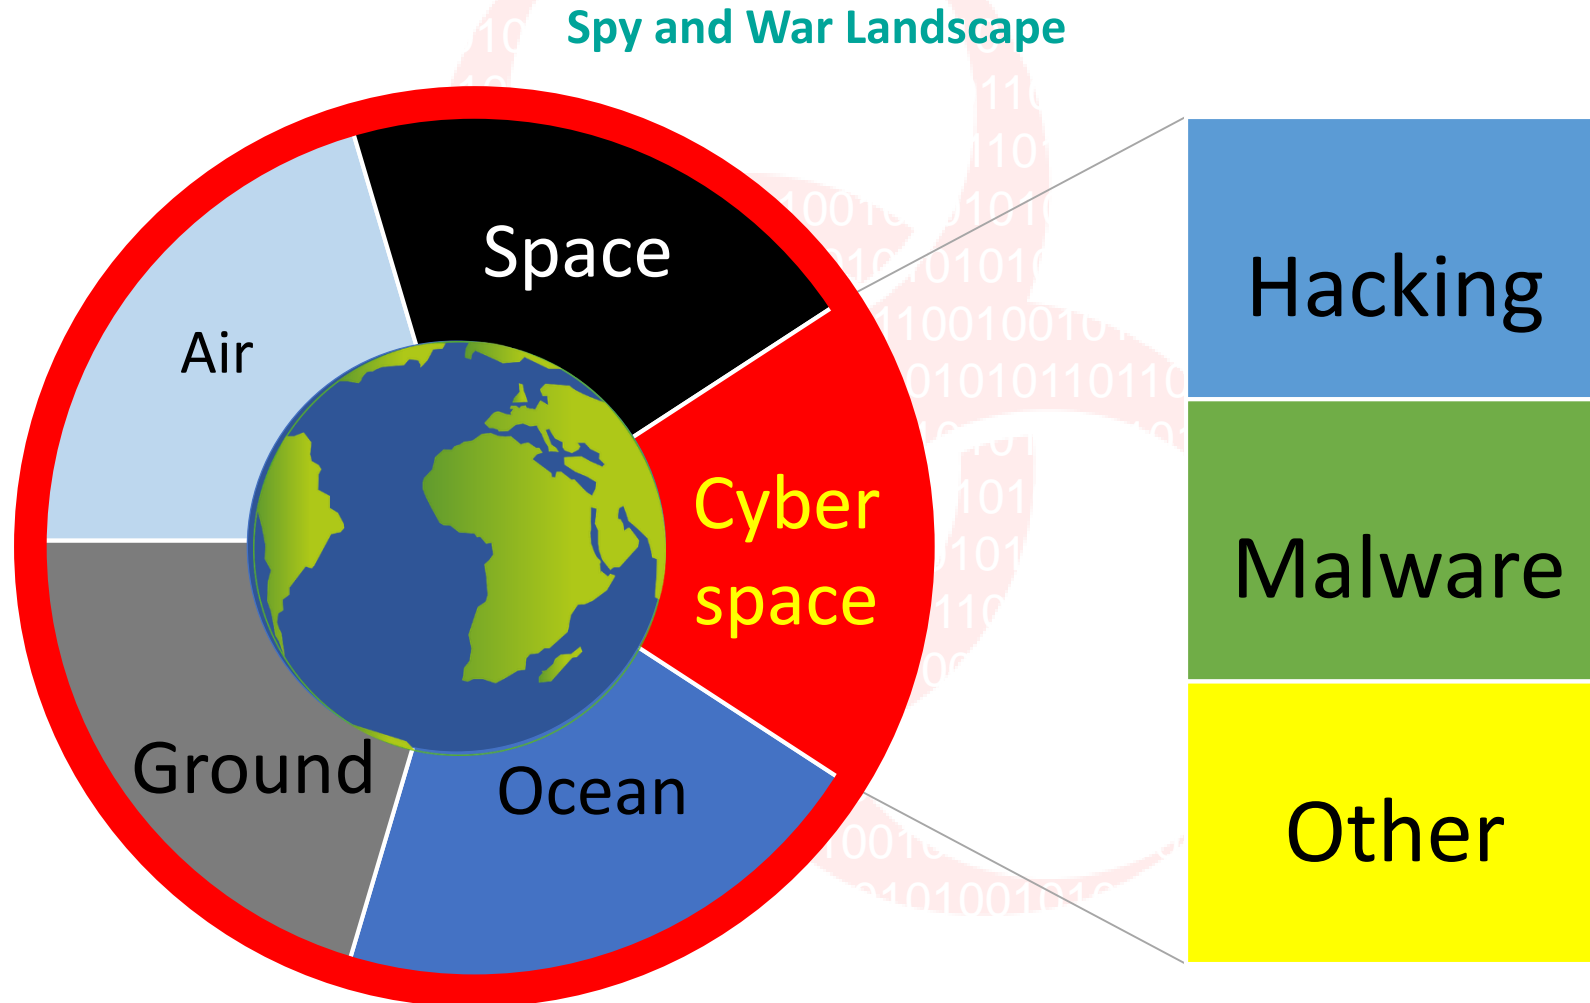 Spy and War Landscape
Space
Air
Cyber
space
Ground
Ocean
Hacking
Malware
Other